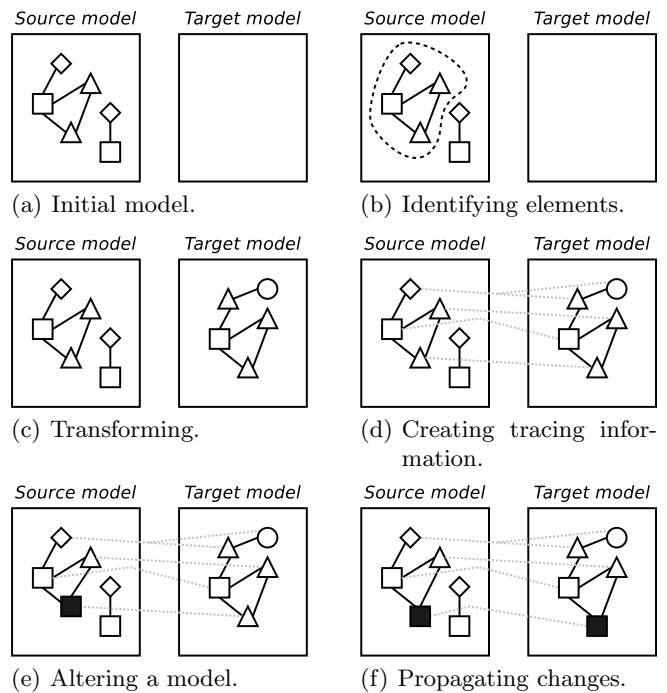 Source model Target model Source model Target model
(a) Initial model. (b) Identifying elements.
Source model Target model Source model Target model
(c) Transforming. (d) Creating tracing infor-
mation.
Source model Target model Source model Target model
(e) Altering a model. (f) Propagating changes.